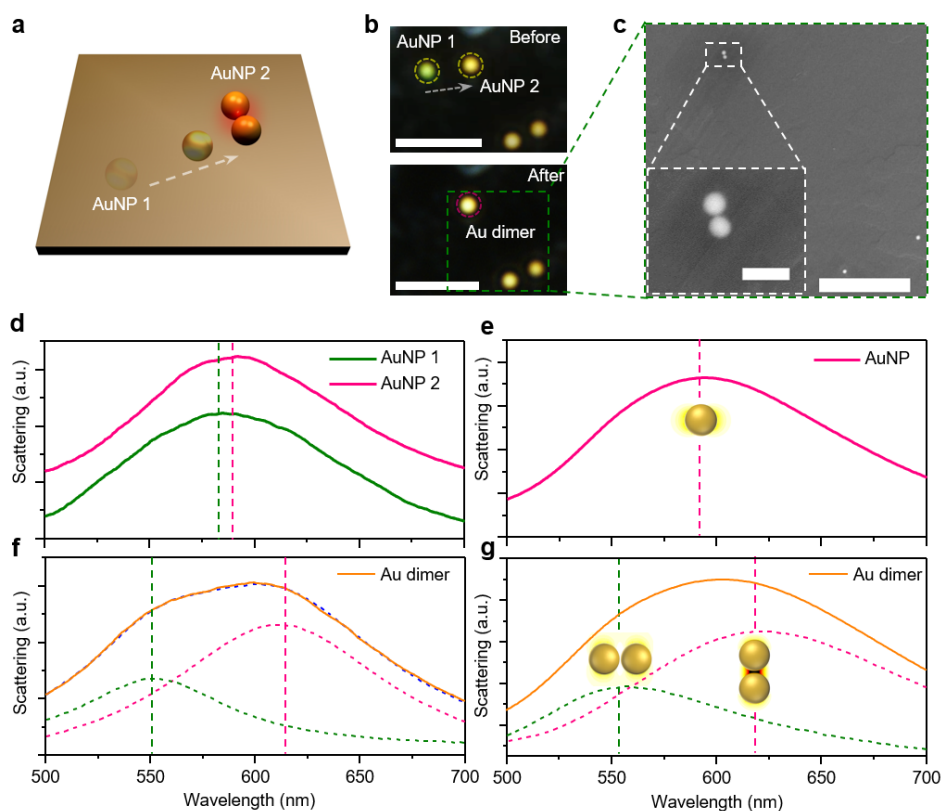 a
AuNP 2
AuNP 1
b
AuNP 1
Before
AuNP 2
After
Au dimer
c
d
Scattering (a.u.)
AuNP 1
AuNP 2
e
Scattering (a.u.)
AuNP
f
Scattering (a.u.)
Au dimer
500
550
600
650
700
Wavelength (nm)
g
Scattering (a.u.)
Au dimer
500
550
600
650
700
Wavelength (nm)